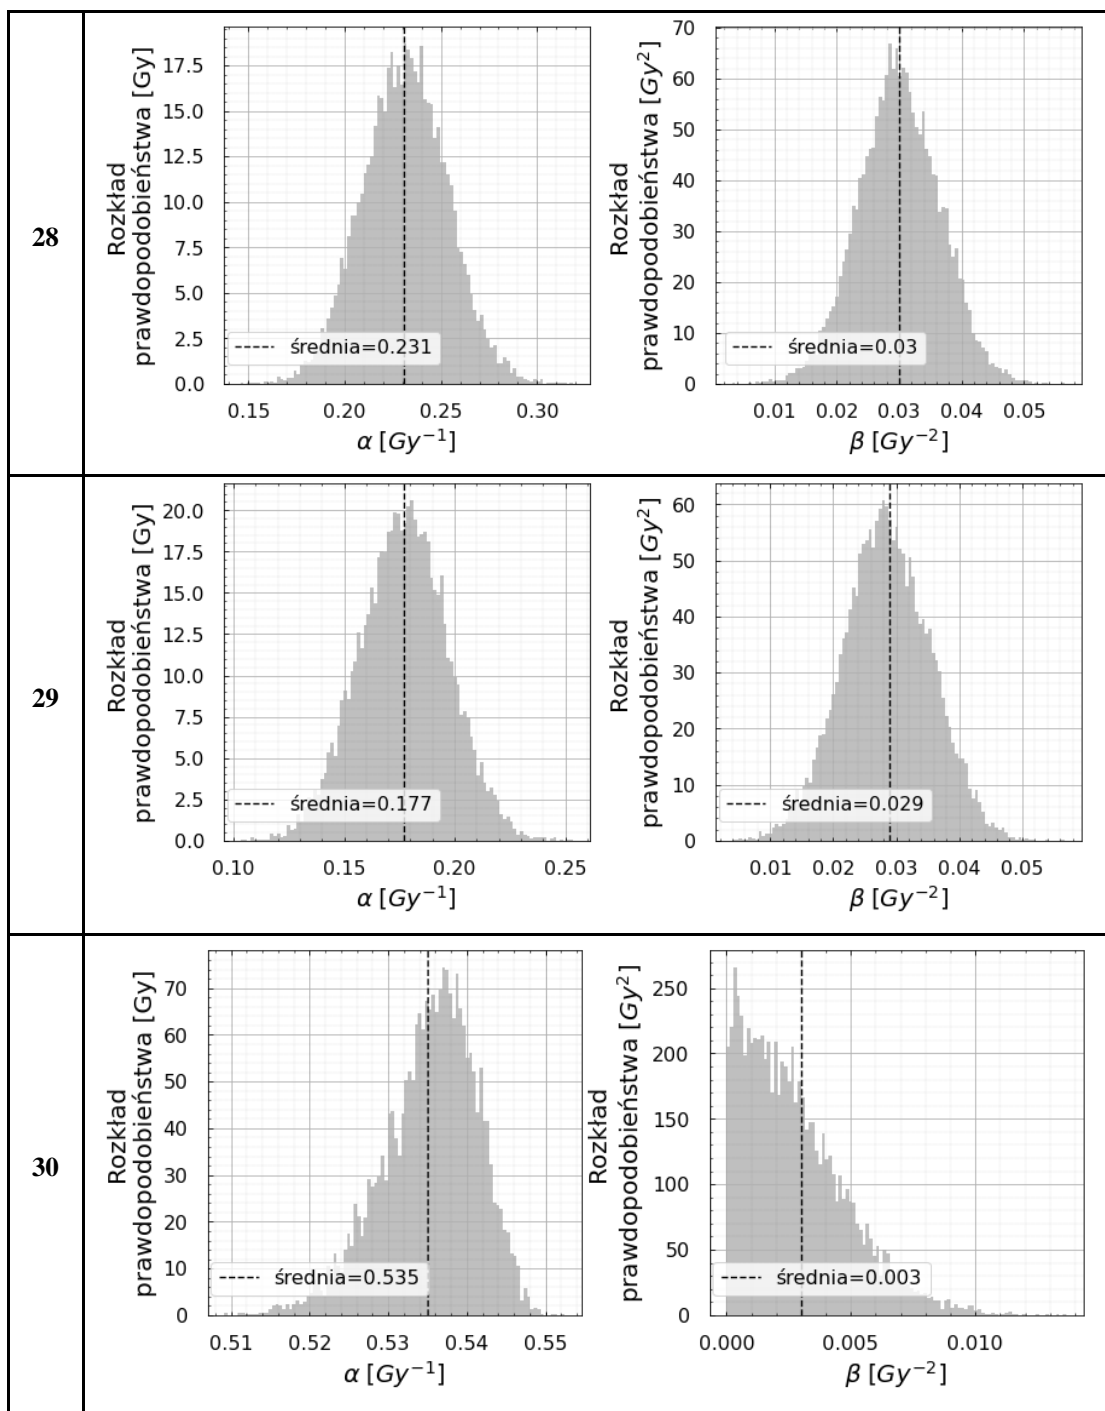 28
Rozkład
prawdopodobieństwa [Gy]
17.5
15.0
12.5
10.0
7.5
5.0
2.5
0.0
średnia=0.231
0.15 0.20 0.25 0.30
α [Gy⁻¹]
Rozkład
prawdopodobieństwa [Gy²]
70
60
50
40
30
20
10
0
średnia=0.03
0.01 0.02 0.03 0.04 0.05
β [Gy⁻²]
29
Rozkład
prawdopodobieństwa [Gy]
20.0
17.5
15.0
12.5
10.0
7.5
5.0
2.5
0.0
średnia=0.177
0.10 0.15 0.20 0.25
α [Gy⁻¹]
Rozkład
prawdopodobieństwa [Gy²]
60
50
40
30
20
10
0
średnia=0.029
0.01 0.02 0.03 0.04 0.05
β [Gy⁻²]
30
Rozkład
prawdopodobieństwa [Gy]
70
60
50
40
30
20
10
0
średnia=0.535
0.51 0.52 0.53 0.54 0.55
α [Gy⁻¹]
Rozkład
prawdopodobieństwa [Gy²]
250
200
150
100
50
0
średnia=0.003
0.000 0.005 0.010
β [Gy⁻²]